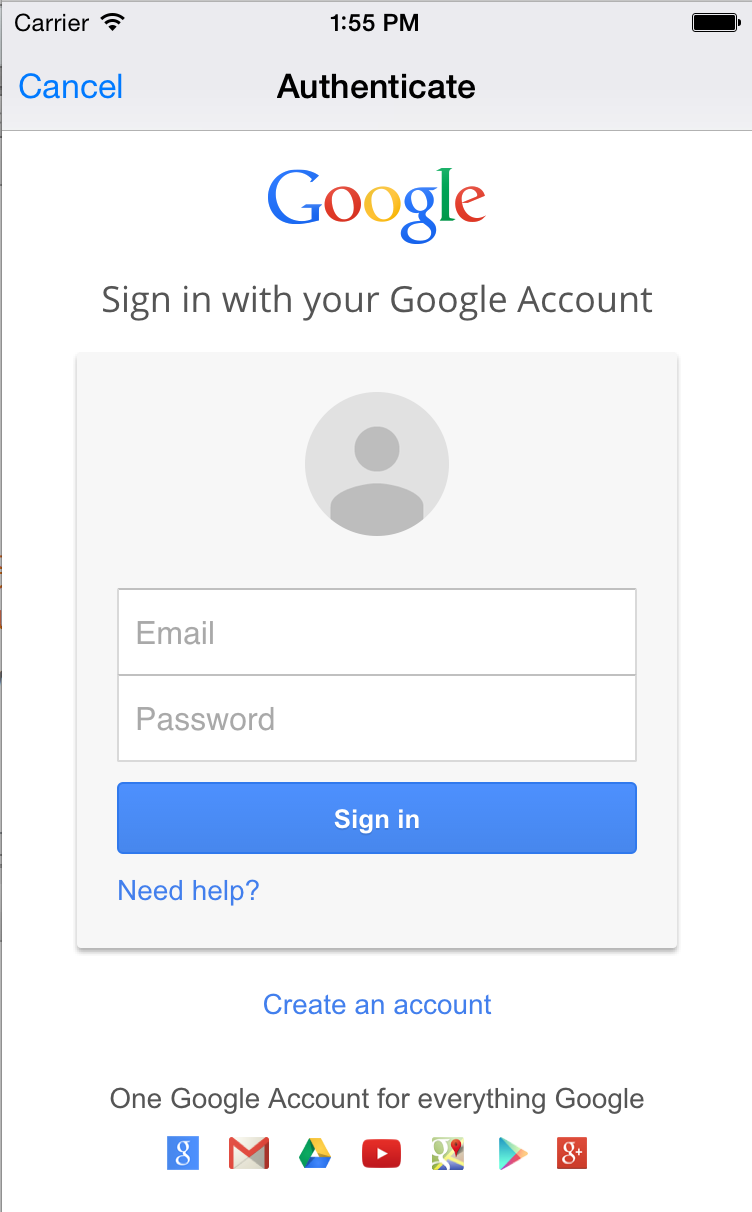 Carrier 1:55 PM
Cancel Authenticate
Google
Sign in with your Google Account
Email
Password
Sign in
Need help?
Create an account
One Google Account for everything Google
g g g+